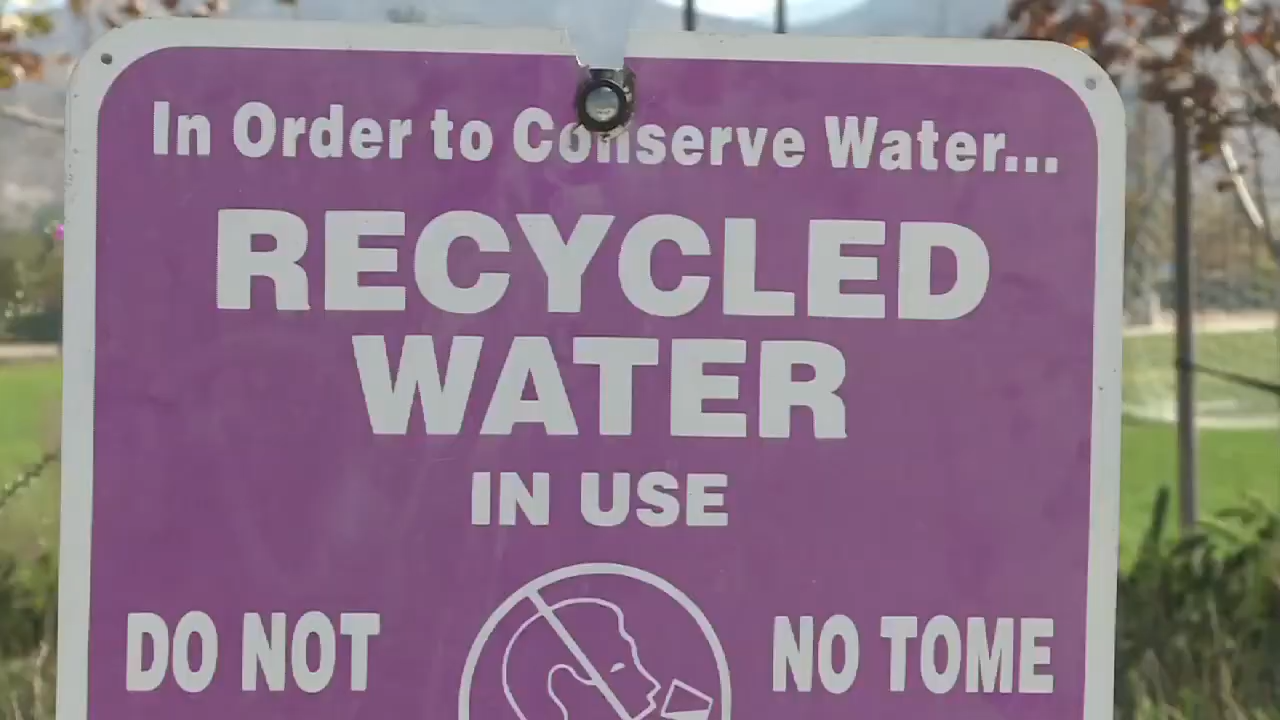 In Order to Conserve Water...
RECYCLED
WATER
IN USE
DO NOT
NO TOME